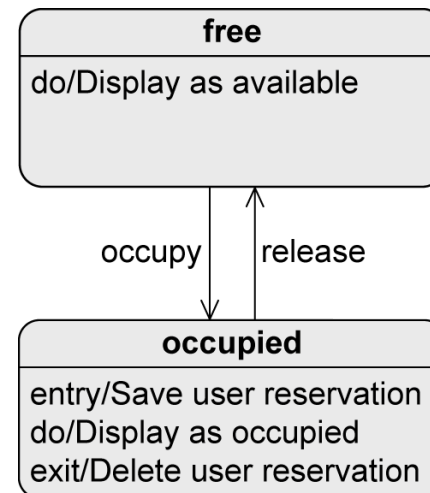 free
do/Display as available
occupy
release
occupied
entry/Save user reservation
do/Display as occupied
exit/Delete user reservation